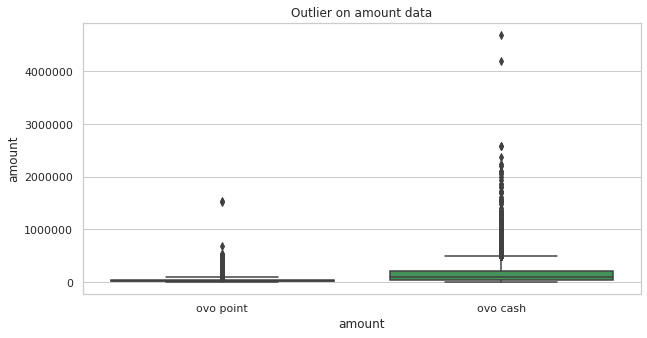 Outlier on amount data
amount
4000000
3000000
2000000
1000000
0
ovo point
ovo cash
amount